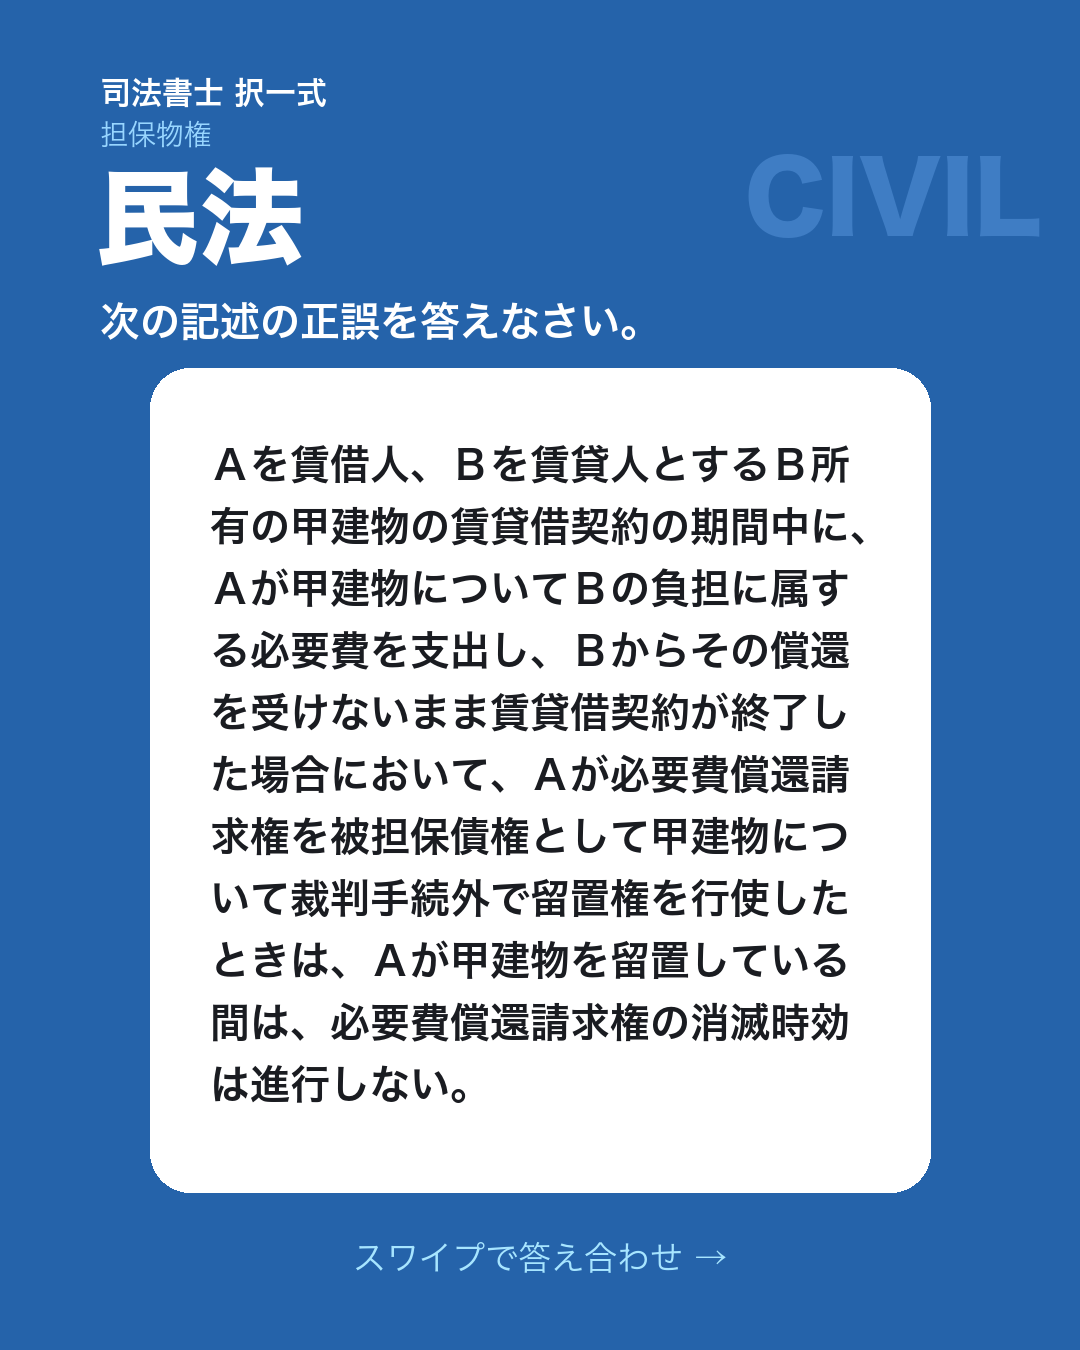 司法書士 択一式
担保物権
民法
CIVIL
次の記述の正誤を答えなさい。
Ａを賃借人、Ｂを賃貸人とするＢ所
有の甲建物の賃貸借契約の期間中に、
Ａが甲建物についてＢの負担に属す
る必要費を支出し、Ｂからその償還
を受けないまま賃貸借契約が終了し
た場合において、Ａが必要費償還請
求権を被担保債権として甲建物につ
いて裁判手続外で留置権を行使した
ときは、Ａが甲建物を留置している
間は、必要費償還請求権の消滅時効
は進行しない。
スワイプで答え合わせ →